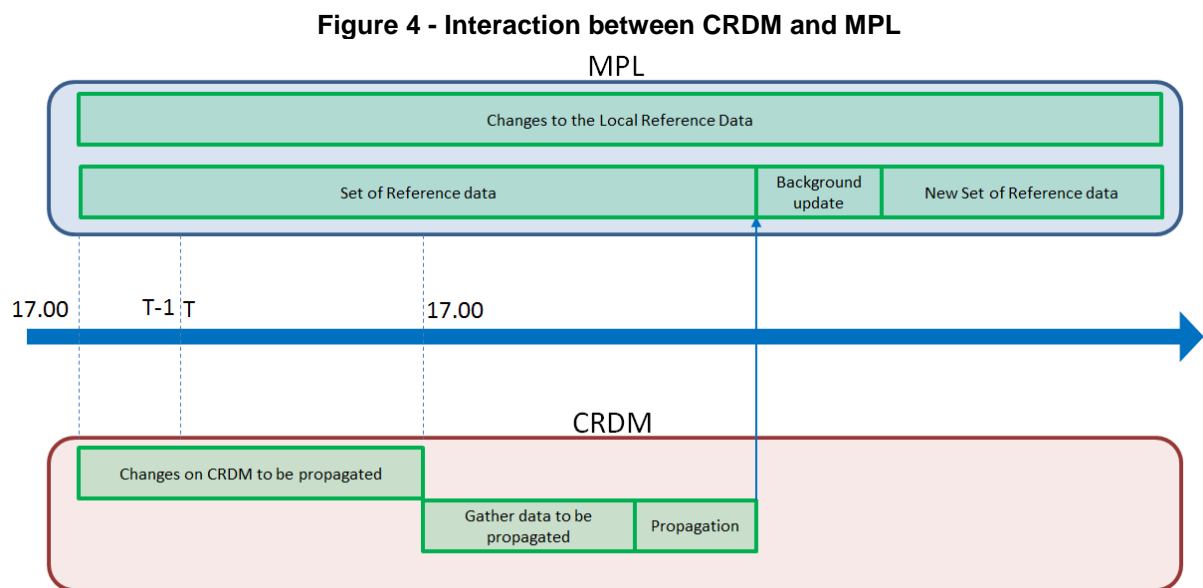 Figure 4 - Interaction between CRDM and MPL
MPL
Changes to the Local Reference Data
Set of Reference data
Background
update
New Set of Reference data
17.00
T-1
T
17.00
CRDM
Changes on CRDM to be propagated
Gather data to be
propagated
Propagation